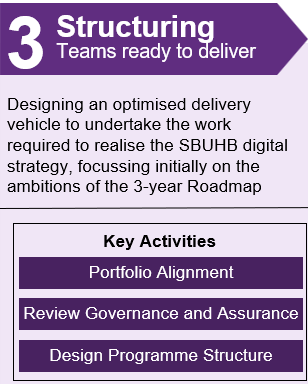 3 Structuring
Teams ready to deliver
Designing an optimised delivery
vehicle to undertake the work
required to realise the SBUHB digital
strategy, focussing initially on the
ambitions of the 3-year Roadmap
Key Activities
Portfolio Alignment
Review Governance and Assurance
Design Programme Structure